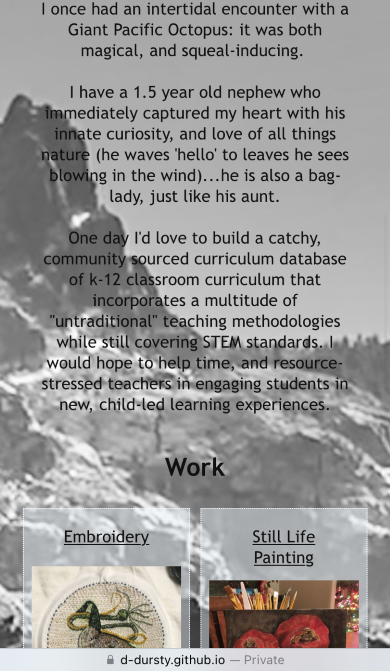 I once had an intertidal encounter with a
Giant Pacific Octopus: it was both
magical, and squeal-inducing.
I have a 1.5 year old nephew who
immediately captured my heart with his
innate curiosity, and love of all things
nature (he waves 'hello' to leaves he sees
blowing in the wind)...he is also a bag-
lady, just like his aunt.
One day I'd love to build a catchy,
community sourced curriculum database
of k-12 classroom curriculum that
incorporates a multitude of
"untraditional" teaching methodologies
while still covering STEM standards. I
would hope to help time, and resource-
stressed teachers in engaging students in
new, child-led learning experiences.
Work
Embroidery
Still Life
Painting
d-dursty.github.io — Private